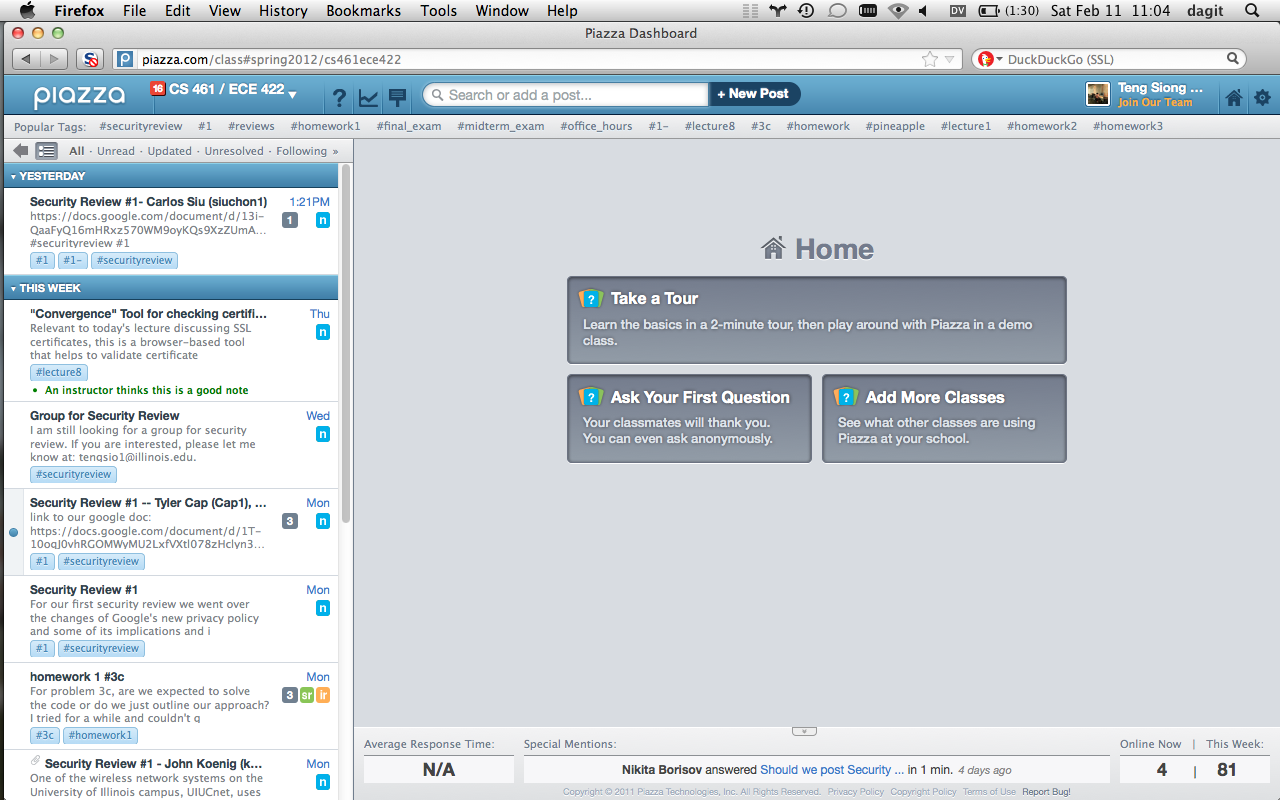 Firefox File Edit View History Bookmarks Tools Window Help DV (1:30) Sat Feb 11 11:04 dagit
Piazza Dashboard
piazza.com/class#spring2012/cs461ece422 DuckDuckGo (SSL)
piazza 16 CS 461 / ECE 422 ? Search or add a post... + New Post Teng Siong ...
Join Our Team
Popular Tags: #securityreview #1 #reviews #homework1 #final_exam #midterm_exam #office_hours #1- #lecture8 #3c #homework #pineapple #lecture1 #homework2 #homework3
All · Unread · Updated · Unresolved · Following »
YESTERDAY
Security Review #1- Carlos Siu (siuchon1) 1:21PM
https://docs.google.com/document/d/13i- 1 n
QaaFyQ16mHRxz570WM9oyKQs9XzZUmA...
#securityreview #1
#1 #1- #securityreview
THIS WEEK
"Convergence" Tool for checking certifi... Thu
Relevant to today's lecture discussing SSL n
certificates, this is a browser-based tool
that helps to validate certificate
#lecture8
• An instructor thinks this is a good note
Group for Security Review Wed
I am still looking for a group for security n
review. If you are interested, please let me
know at: tengsio1@illinois.edu.
#securityreview
Security Review #1 -- Tyler Cap (Cap1), ... Mon
link to our google doc: 3 n
https://docs.google.com/document/d/1T-
10oqJ0vhRGOMWyMU2LxfVXtl078zHclyn3...
#1 #securityreview
Security Review #1 Mon
For our first security review we went over n
the changes of Google's new privacy policy
and some of its implications and i
#1 #securityreview
homework 1 #3c Mon
For problem 3c, are we expected to solve 3 sr ir
the code or do we just outline our approach?
I tried for a while and couldn't g
#3c #homework1
Security Review #1 - John Koenig (k... Mon
One of the wireless network systems on the n
University of Illinois campus, UIUCnet, uses
Home
? Take a Tour
Learn the basics in a 2-minute tour, then play around with Piazza in a demo
class.
? Ask Your First Question
Your classmates will thank you.
You can even ask anonymously.
? Add More Classes
See what other classes are using
Piazza at your school.
Average Response Time: Special Mentions: Online Now | This Week:
N/A Nikita Borisov answered Should we post Security ... in 1 min. 4 days ago 4 | 81
Copyright © 2011 Piazza Technologies, Inc. All Rights Reserved. Privacy Policy Copyright Policy Terms of Use Report Bug!